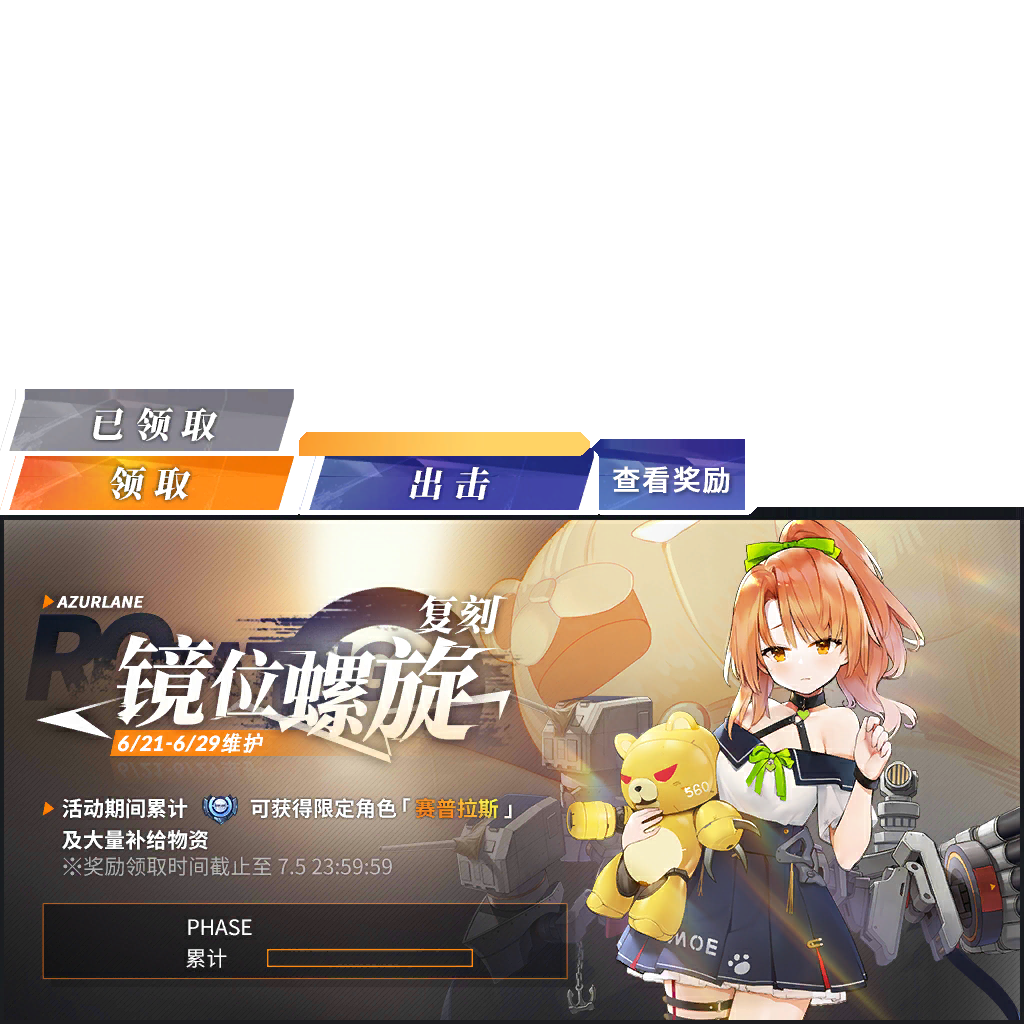 已领取
领取
出击
查看奖励
AZURLANE
复刻
镜位螺旋
6/21-6/29维护
活动期间累计 可获得限定角色「赛普拉斯」
及大量补给物资
※奖励领取时间截止至 7.5 23:59:59
PHASE
累计
560
MOE